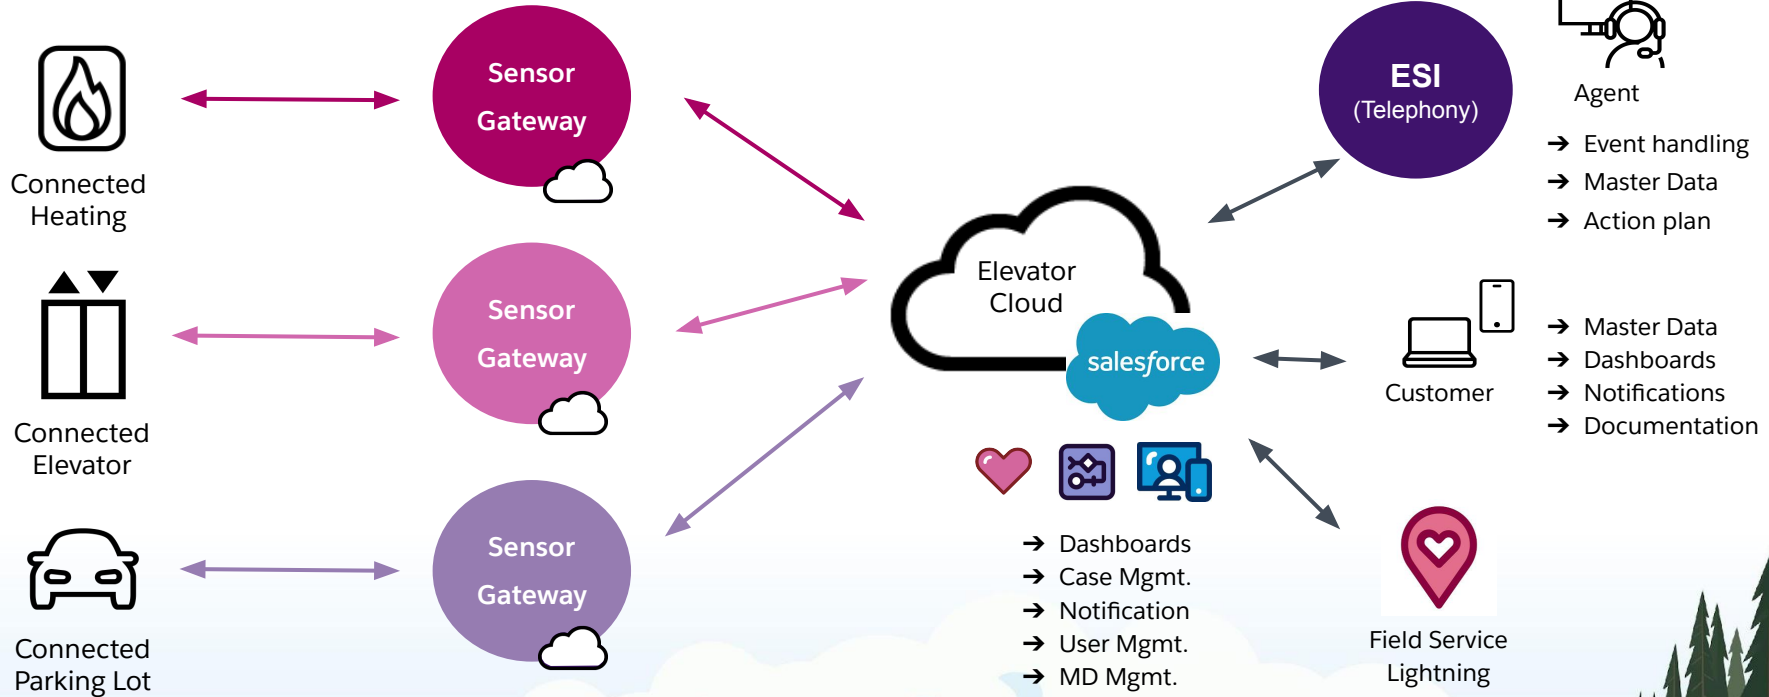 Connected
Heating
Sensor
Gateway
Connected
Elevator
Sensor
Gateway
Connected
Parking Lot
Sensor
Gateway
Elevator
Cloud
salesforce
➔ Dashboards
➔ Case Mgmt.
➔ Notification
➔ User Mgmt.
➔ MD Mgmt.
ESI
(Telephony)
Agent
➔ Event handling
➔ Master Data
➔ Action plan
Customer
➔ Master Data
➔ Dashboards
➔ Notifications
➔ Documentation
Field Service
Lightning